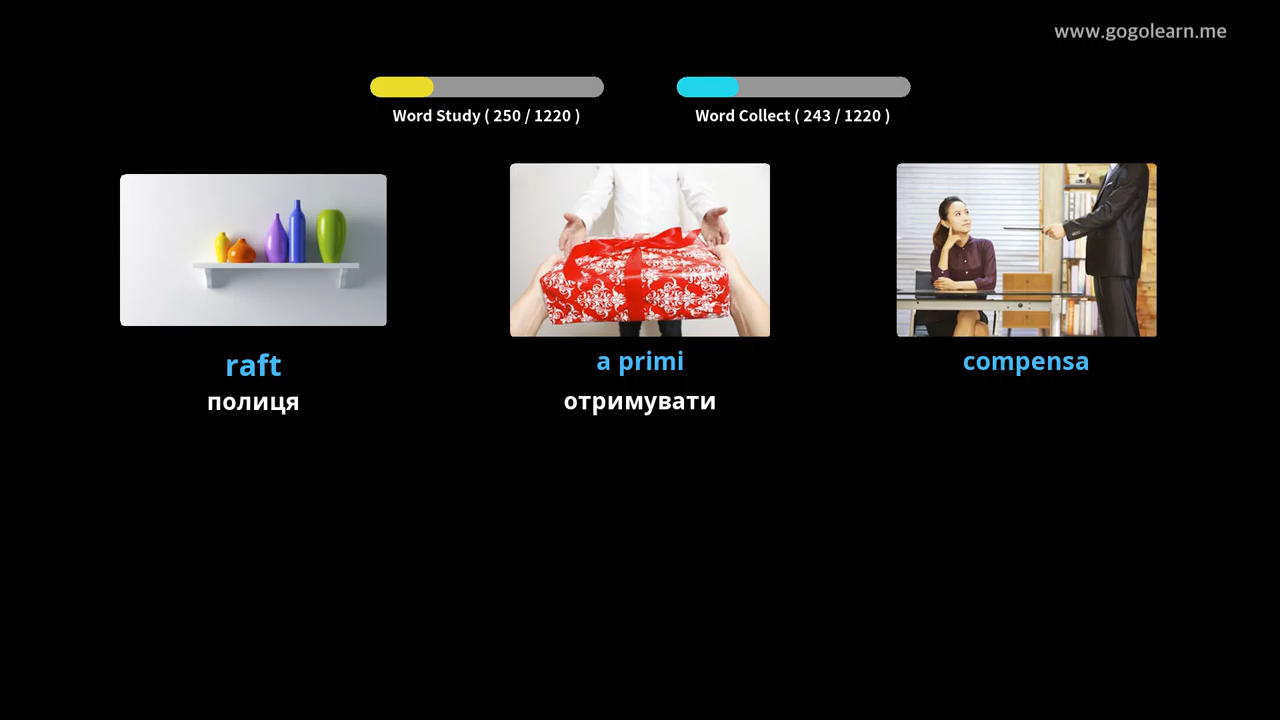 www.gogolearn.me
Word Study ( 250 / 1220 )
Word Collect ( 243 / 1220 )
raft
полиця
a primi
отримувати
compensa